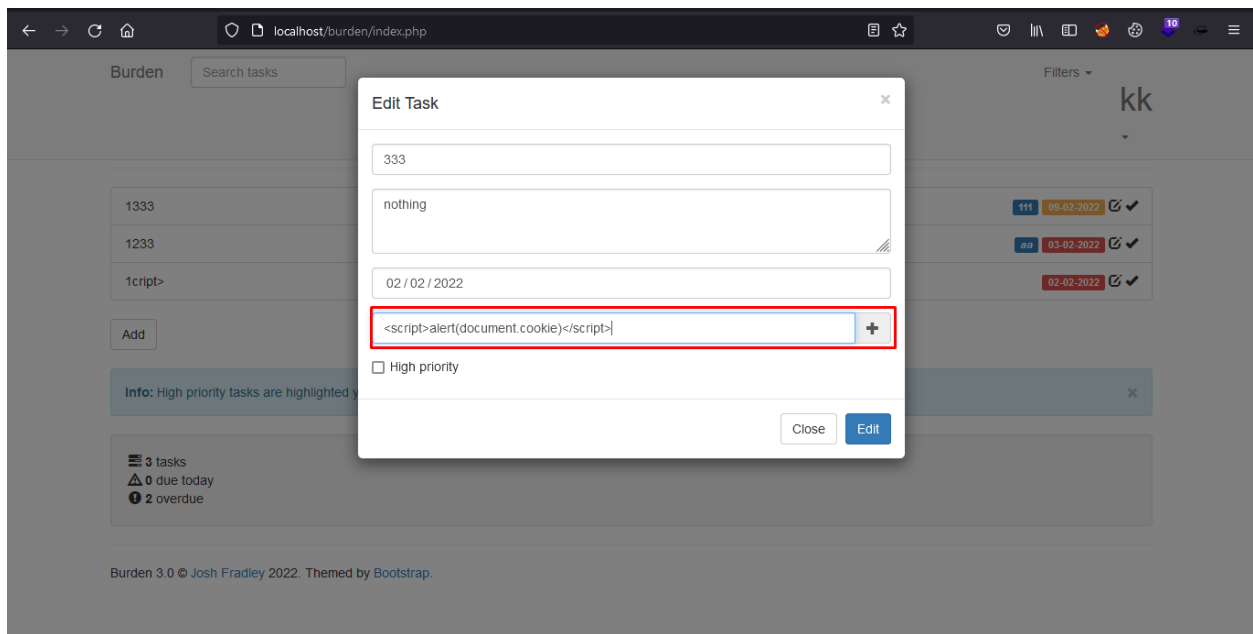 localhost/burden/index.php
10
Burden
Search tasks
Filters
kk
Edit Task
×
333
nothing
02 / 02 / 2022
<script>alert(document.cookie)</script>
High priority
Close
Edit
1333
111
09-02-2022
1233
aa
03-02-2022
1cript>
02-02-2022
Add
Info: High priority tasks are highlighted y
×
3 tasks
0 due today
2 overdue
Burden 3.0 © Josh Fradley 2022. Themed by Bootstrap.